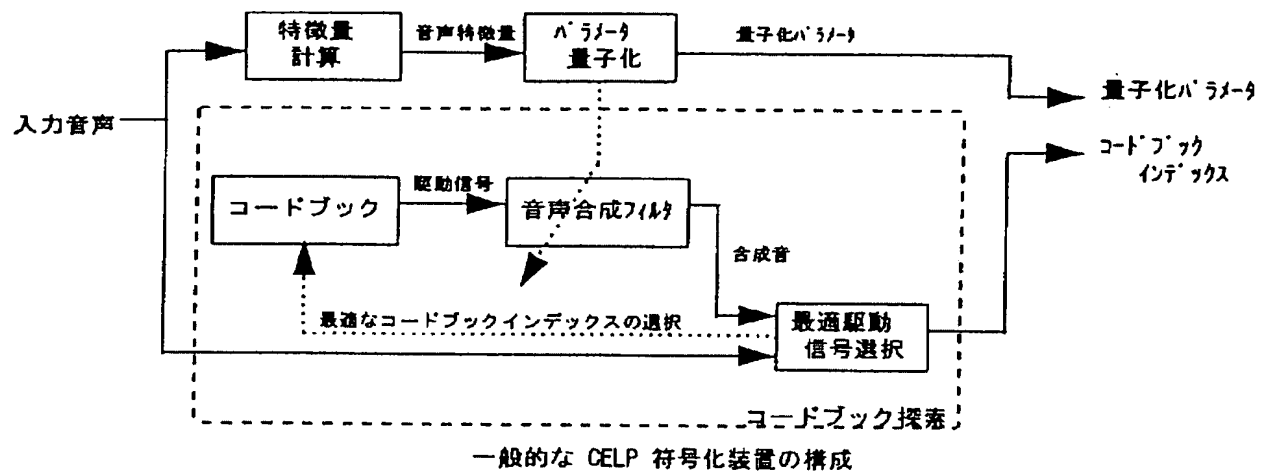 特徴量
計算
音声特徴量
パラメータ
量子化
量子化パラメータ
量子化パラメータ
入力音声
コードブック
インデックス
コードブック
駆動信号
音声合成フィルタ
合成音
最適なコードブックインデックスの選択
最適駆動
信号選択
コードブック探索
一般的な CELP 符号化装置の構成